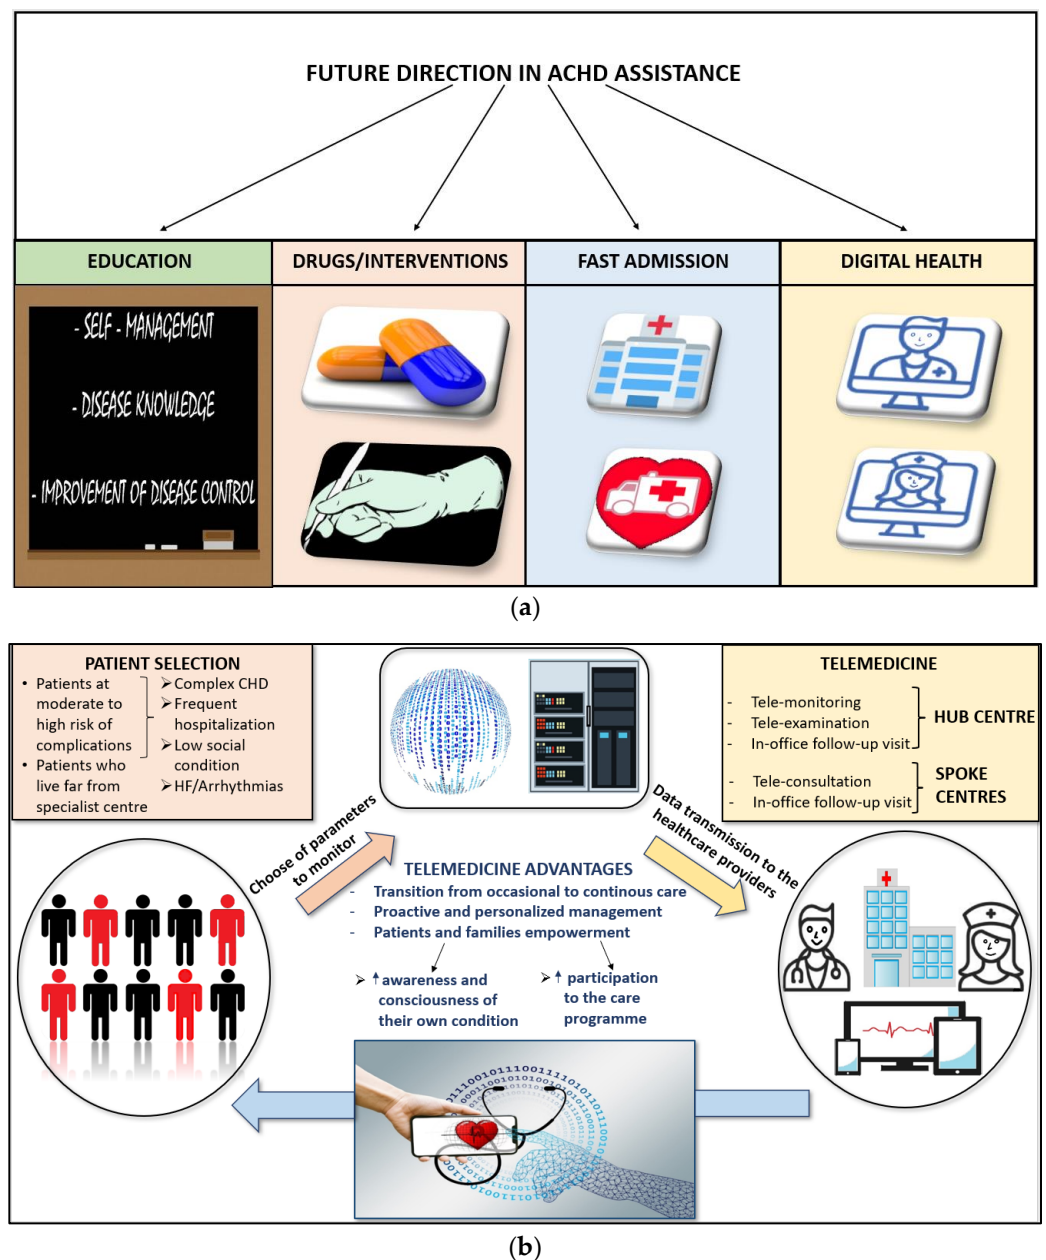 FUTURE DIRECTION IN ACHD ASSISTANCE
EDUCATION
DRUGS/INTERVENTIONS
FAST ADMISSION
DIGITAL HEALTH
- SELF - MANAGEMENT
- DISEASE KNOWLEDGE
- IMPROVEMENT OF DISEASE CONTROL
(a)
PATIENT SELECTION
• Patients at
moderate to
high risk of
complications
• Patients who
live far from
specialist centre
➢Complex CHD
➢Frequent
hospitalization
➢Low social
condition
➢HF/Arrhythmias
TELEMEDICINE
- Tele-monitoring
- Tele-examination
- In-office follow-up visit
HUB CENTRE
- Tele-consultation
- In-office follow-up visit
SPOKE
CENTRES
Choose of parameters
to monitor
Data transmission to the
healthcare providers
TELEMEDICINE ADVANTAGES
- Transition from occasional to continous care
- Proactive and personalized management
- Patients and families empowerment
➢ ↑awareness and
consciousness of
their own condition
➢ ↑ participation
to the care
programme
(b)